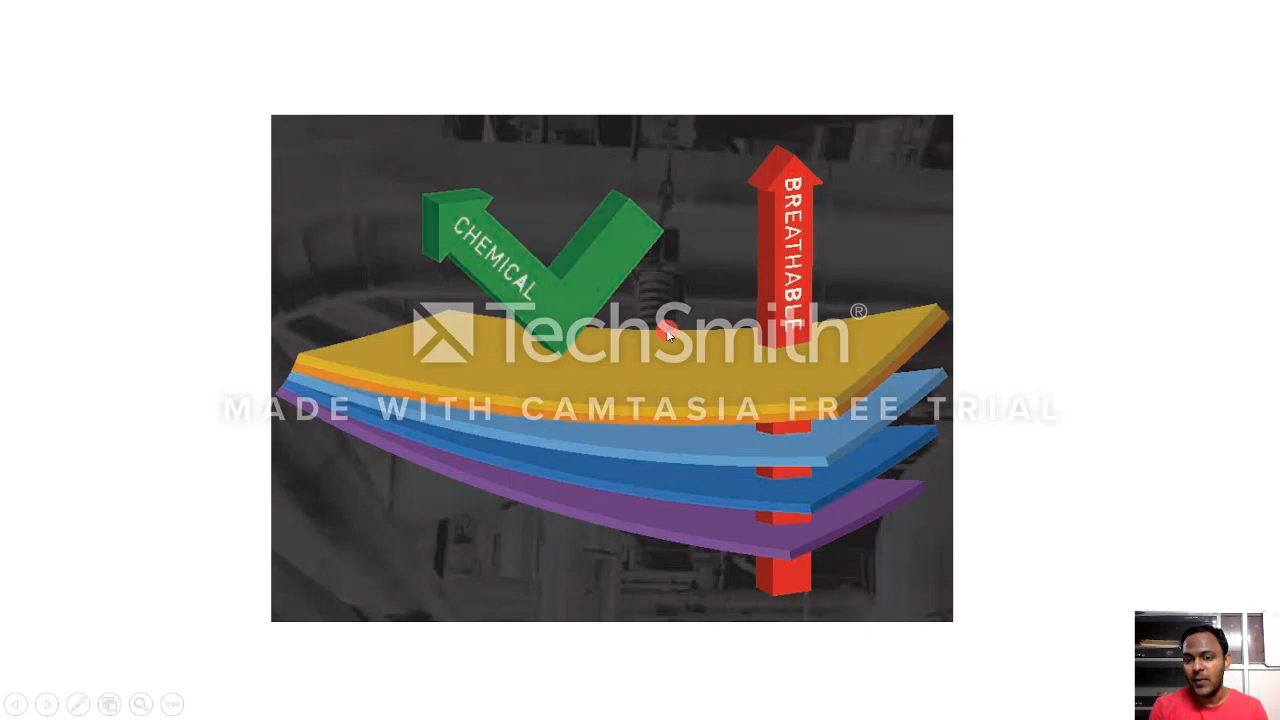 CHEMICAL
BREATHABLE
TechSmith®
MADE WITH CAMTASIA FREE TRIAL